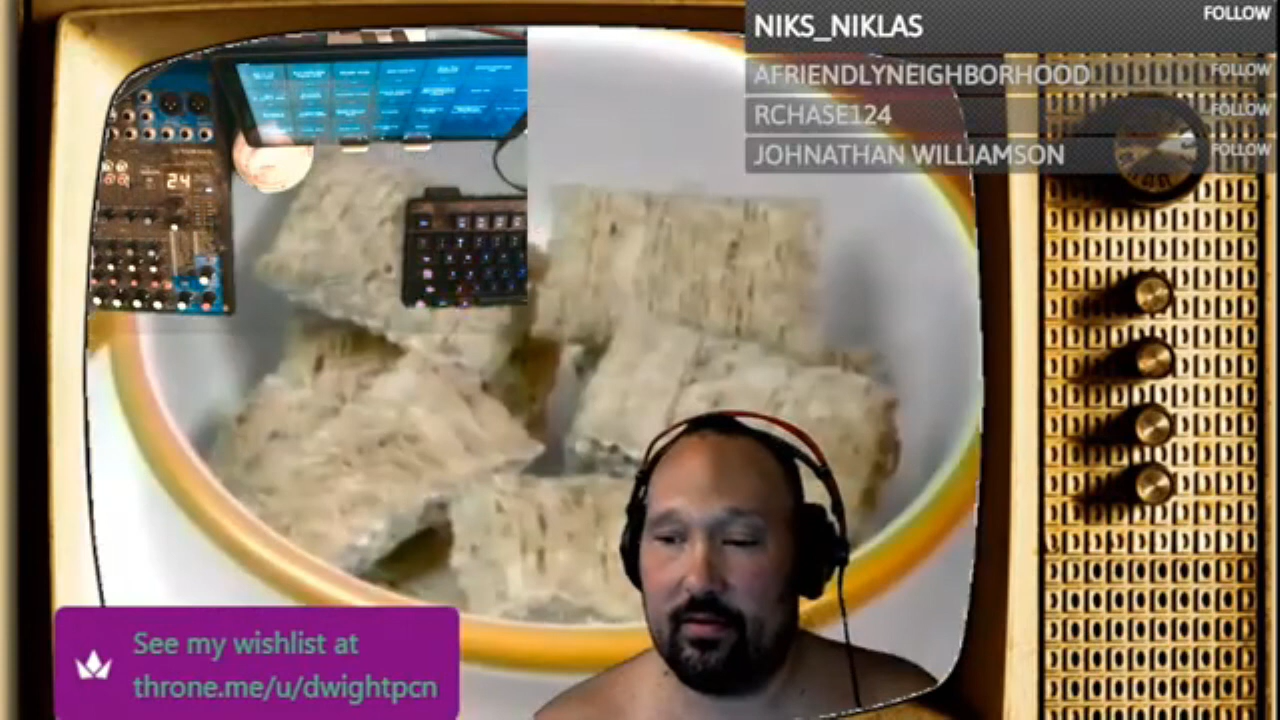 NIKS_NIKLAS
FOLLOW
AFRIENDLYNEIGHBORHOOD
FOLLOW
RCHASE124
FOLLOW
JOHNATHAN WILLIAMSON
FOLLOW
24
See my wishlist at
throne.me/u/dwightpcn